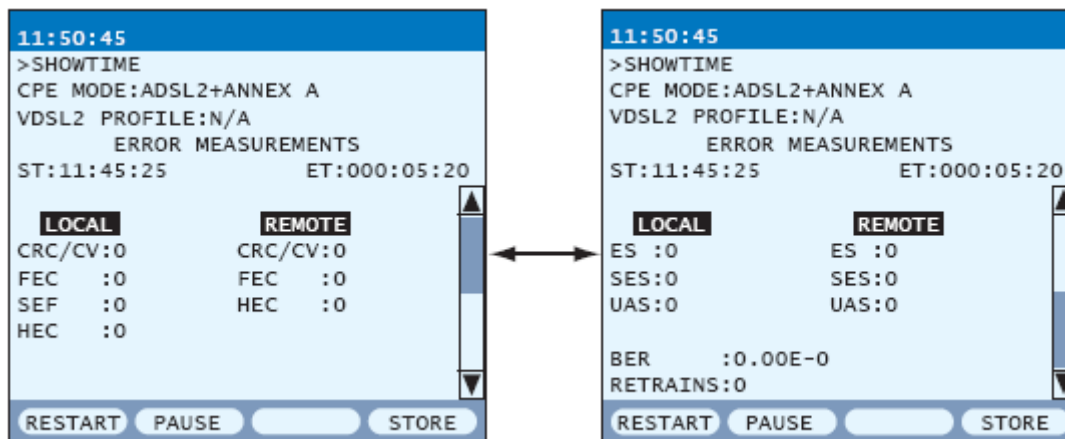 11:50:45
>SHOWTIME
CPE MODE:ADSL2+ANNEX A
VDSL2 PROFILE:N/A
ERROR MEASUREMENTS
ST:11:45:25 ET:000:05:20
LOCAL REMOTE
CRC/CV:0 CRC/CV:0
FEC :0 FEC :0
SEF :0 HEC :0
HEC :0
RESTART PAUSE STORE
11:50:45
>SHOWTIME
CPE MODE:ADSL2+ANNEX A
VDSL2 PROFILE:N/A
ERROR MEASUREMENTS
ST:11:45:25 ET:000:05:20
LOCAL REMOTE
ES :0 ES :0
SES:0 SES:0
UAS:0 UAS:0
BER :0.00E-0
RETRAINS:0
RESTART PAUSE STORE